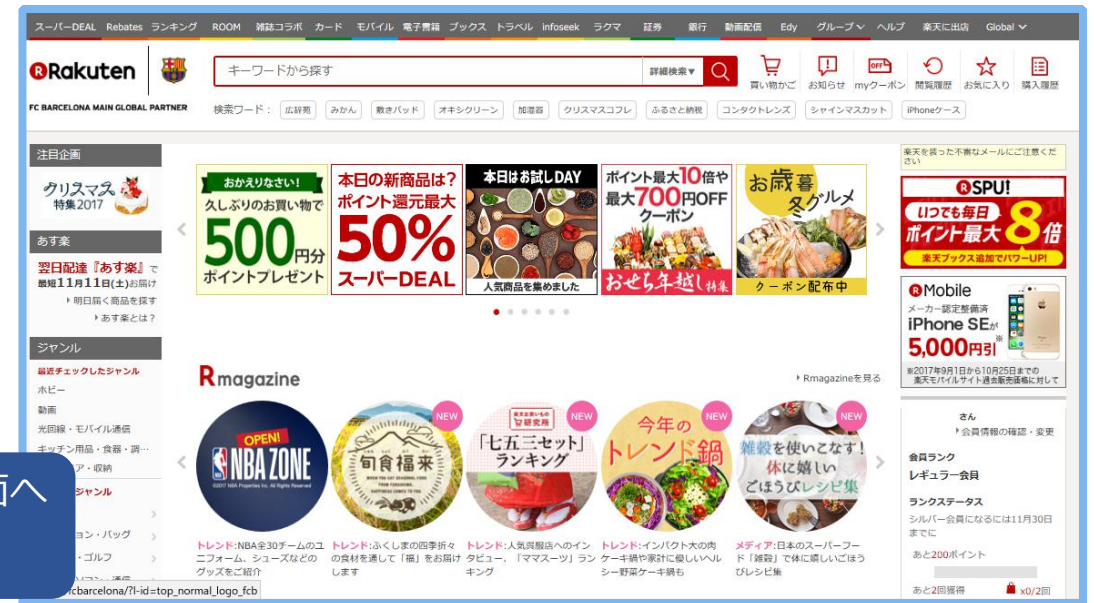 スーパーDEAL Rebates ランキング ROOM 雑誌コラボ カード モバイル 電子書籍 ブックス トラベル infoseek ラクマ 証券 銀行 動画配信 Edy グループ ヘルプ 楽天に出店 Global
Rakuten
FC BARCELONA MAIN GLOBAL PARTNER
キーワードから探す
詳細検索▼
買い物かご お知らせ myクーポン 閲覧履歴 お気に入り 購入履歴
OFF
検索ワード： 広辞苑 みかん 敷きパッド オキシクリーン 加湿器 クリスマスコフレ ふるさと納税 コンタクトレンズ シャインマスカット iPhoneケース
注目企画
クリスマス
特集2017
あす楽
翌日配達『あす楽』で
最短11月11日(土)お届け
明日届く商品を探す
あす楽とは？
ジャンル
最近チェックしたジャンル
ホビー
動画
光回線・モバイル通信
キッチン用品・食器・調…
ア・収納
ジャンル
ョン・バッグ
・ゴルフ
面へ
fcbarcelona/?l-id=top_normal_logo_fcb
おかえりなさい!
久しぶりのお買い物で
500円分
ポイントプレゼント
本日の新商品は?
ポイント還元最大
50%
スーパーDEAL
本日はお試しDAY
人気商品を集めました
ポイント最大10倍や
最大700円OFF
クーポン
おせち年越し特集
お歳暮
冬グルメ
クーポン配布中
Rmagazine
Rmagazineを見る
OPEN!
NBA ZONE
©2017 NBA Properties Inc. All Rights Reserved
トレンド:NBA全30チームのユ
ニフォーム、シューズなどの
グッズをご紹介
NEW
旬食福来
トレンド:ふくしまの四季折々
の食材を通して「福」をお届け
します
NEW
楽天お買いもの
研究所
「七五三セット」
ランキング
トレンド:人気呉服店へのイン
タビュー、「ママスーツ」ラン
キング
NEW
今年の
トレンド鍋
トレンド:インパクト大の肉
ケーキ鍋や家計に優しいヘル
シー野菜ケーキ鍋も
NEW
雑穀を使いこなす!
体に嬉しい
ごほうびレシピ集
メディア:日本のスーパーフー
ド「雑穀」で体に嬉しいごほう
びレシピ集
楽天を装った不審なメールにご注意くだ
さい
SPU!
いつでも毎日
ポイント最大8倍
楽天ブックス追加でパワーUP!
Mobile
メーカー認定整備済
iPhone SEが
5,000円引※
※2017年9月1日から10月25日までの
楽天モバイルサイト過去販売価格に対して
さん
会員情報の確認・変更
会員ランク
レギュラー会員
ランクステータス
シルバー会員になるには11月30日
までに
あと200ポイント
あと2回獲得 x0/2回